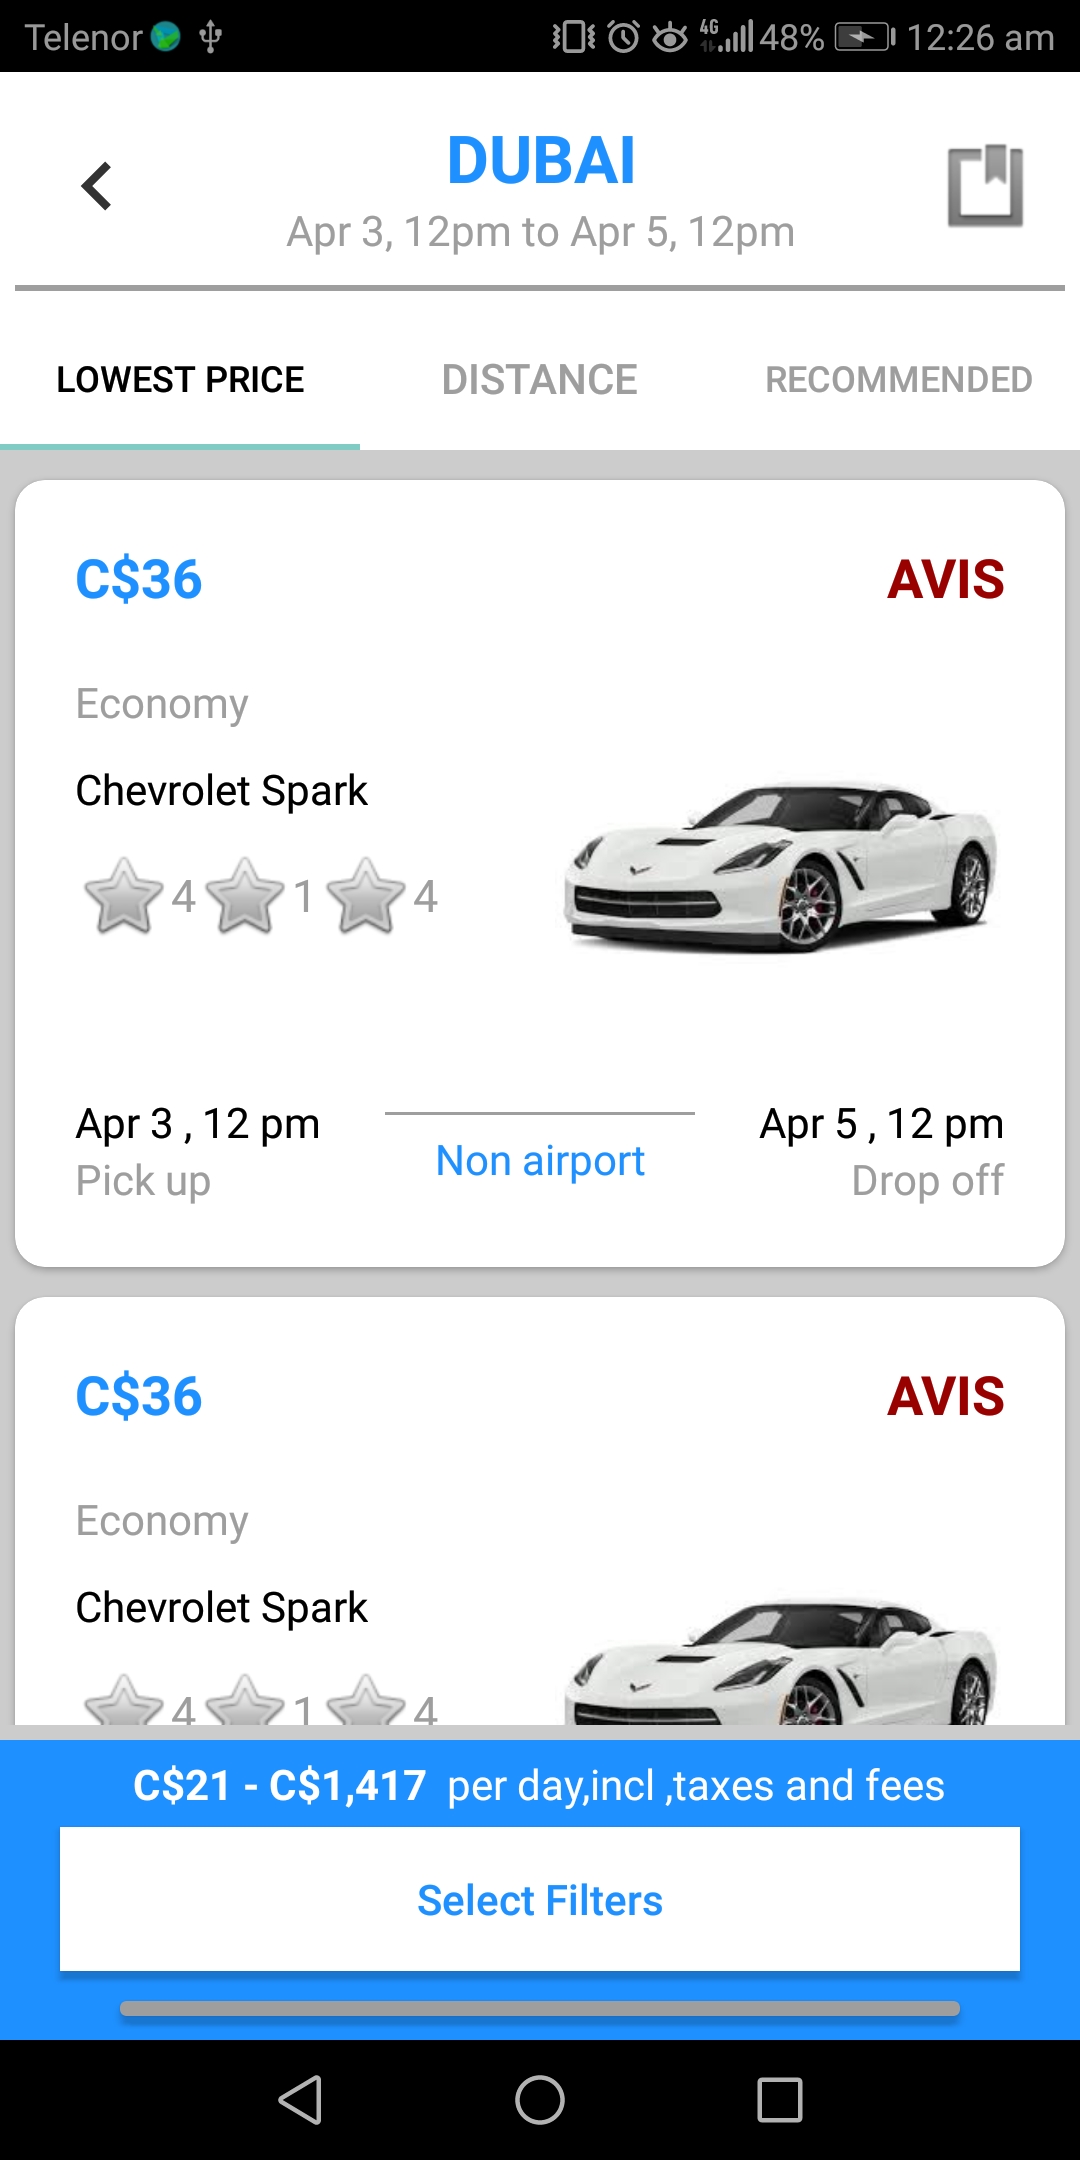 Telenor 4G 48% 12:26 am
DUBAI
Apr 3, 12pm to Apr 5, 12pm
LOWEST PRICE DISTANCE RECOMMENDED
C$36 AVIS
Economy
Chevrolet Spark
4 1 4
Apr 3 , 12 pm Apr 5 , 12 pm
Non airport
Pick up Drop off
C$36 AVIS
Economy
Chevrolet Spark
4 1 4
C$21 - C$1,417 per day,incl ,taxes and fees
Select Filters